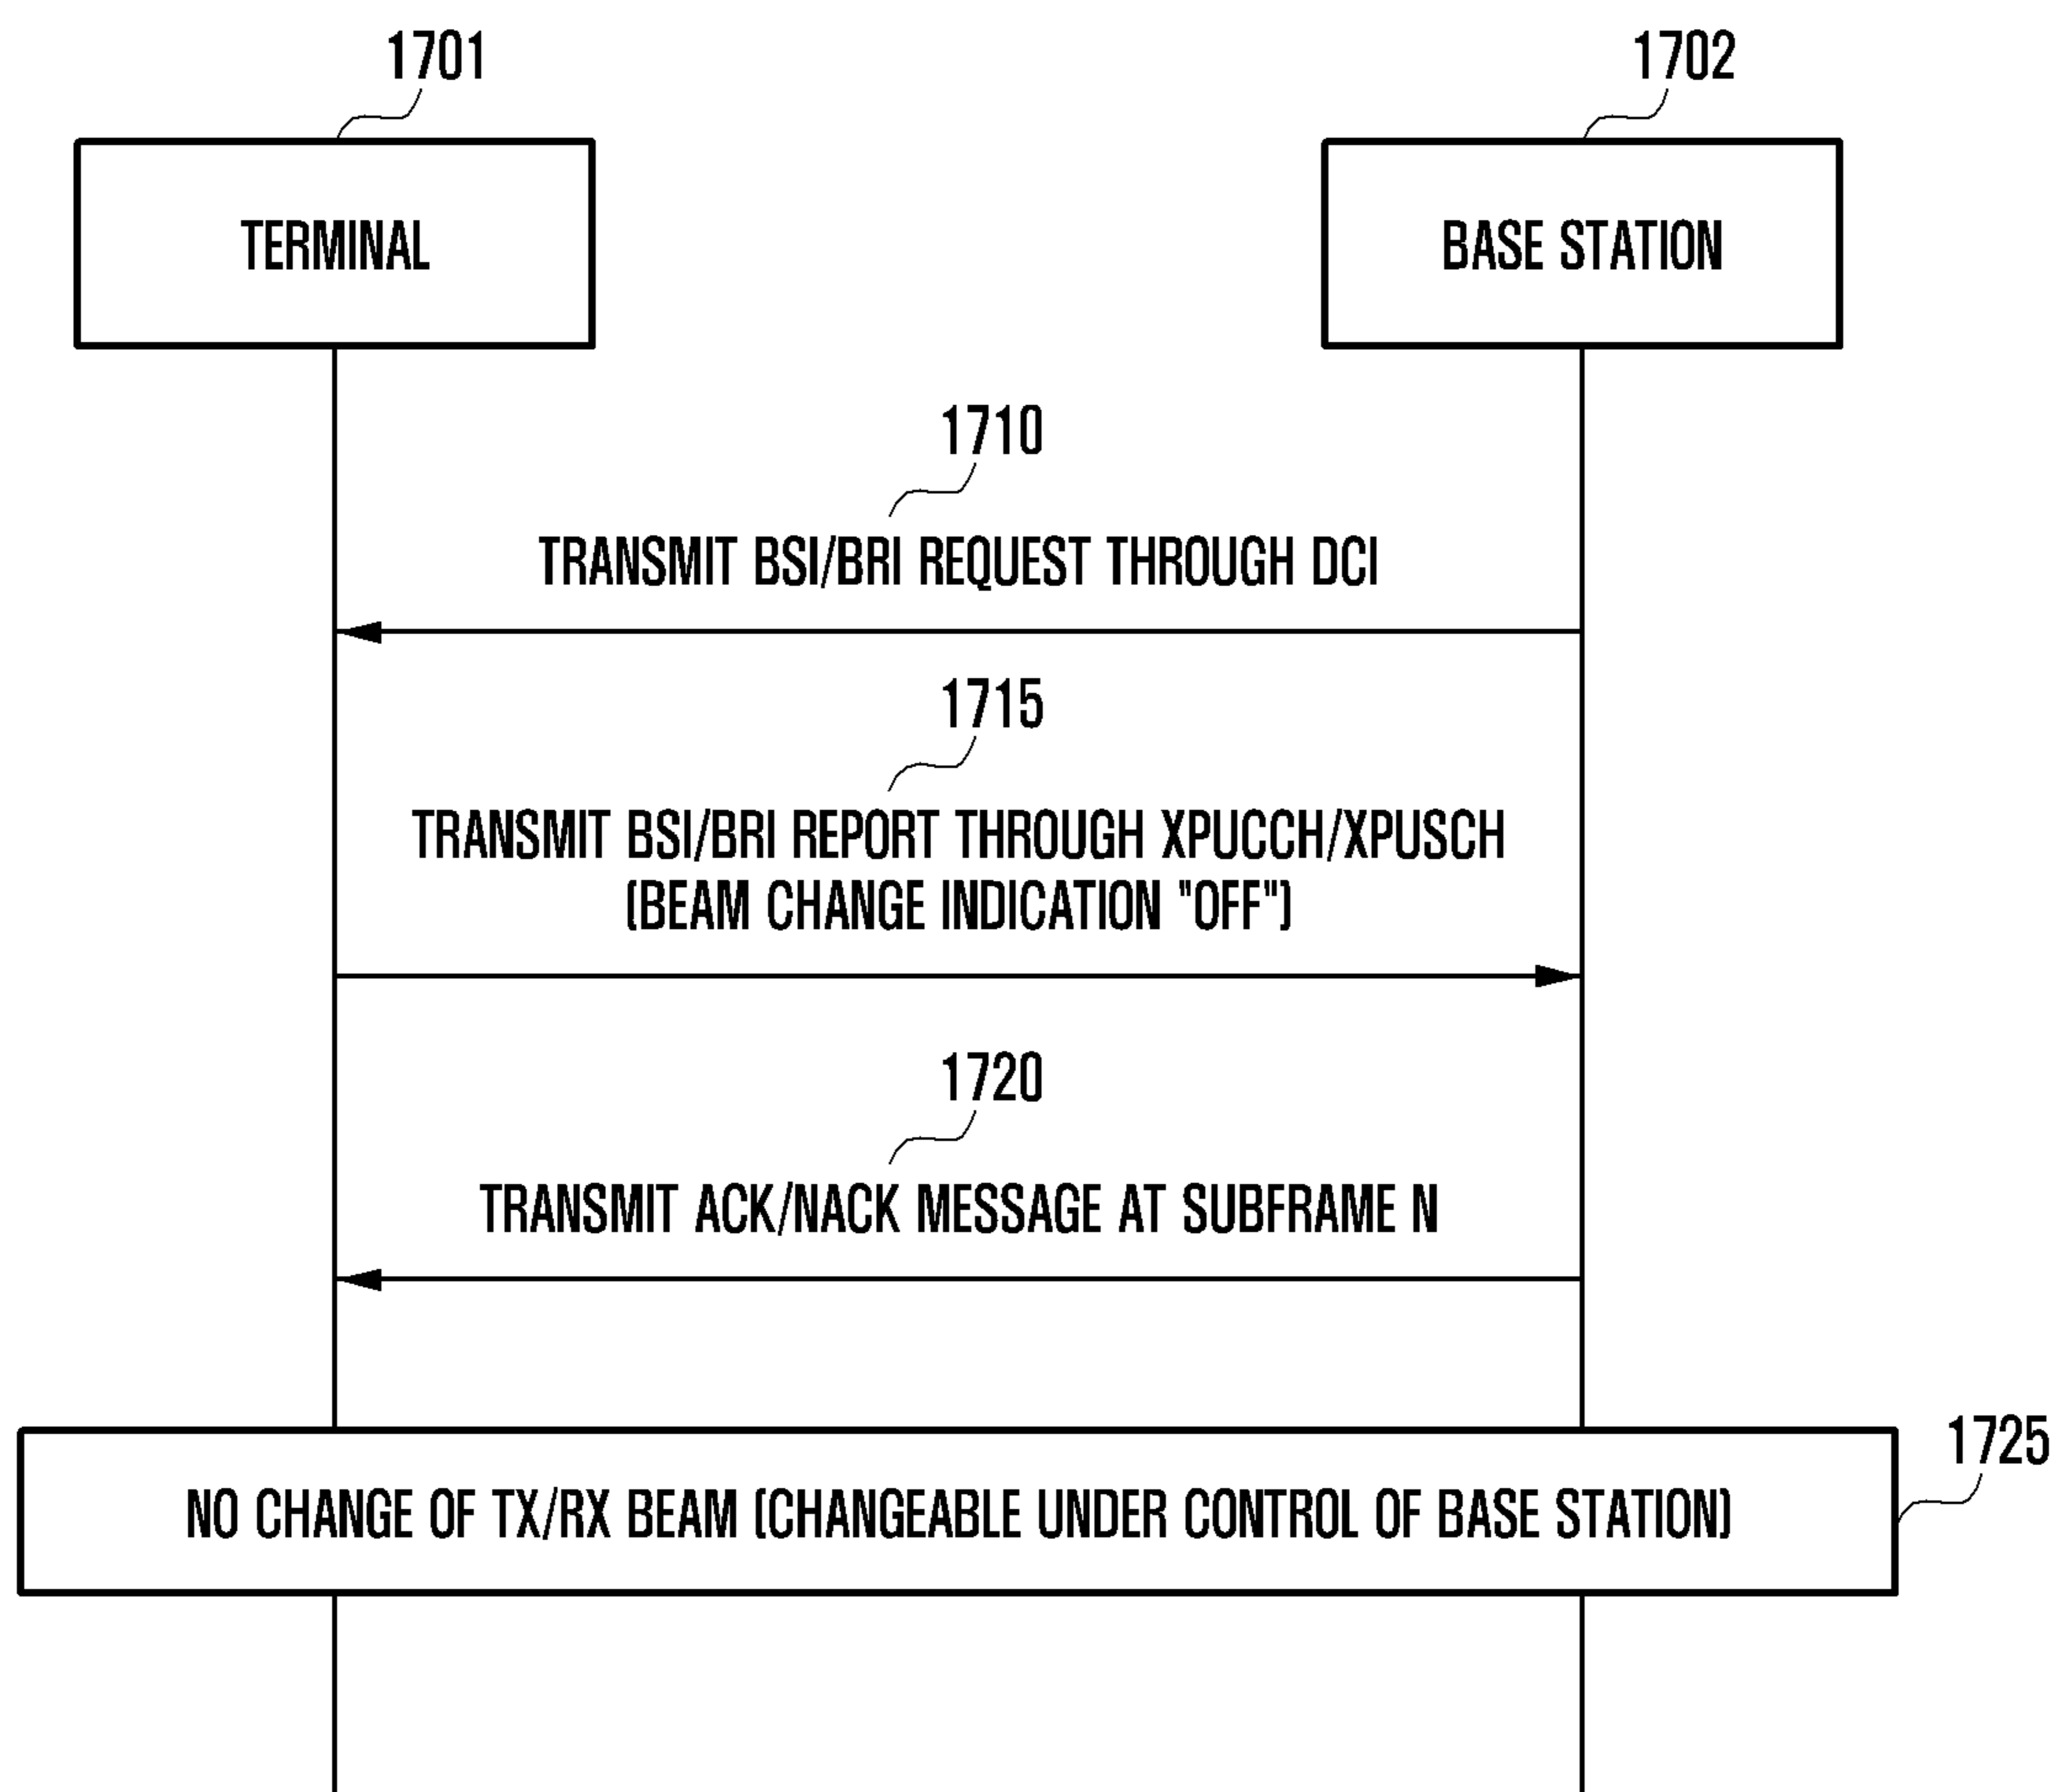 1701
1702
TERMINAL
BASE STATION
1710
TRANSMIT BSI/BRI REQUEST THROUGH DCI
1715
TRANSMIT BSI/BRI REPORT THROUGH XPUCCH/XPUSCH
(BEAM CHANGE INDICATION "OFF")
1720
TRANSMIT ACK/NACK MESSAGE AT SUBFRAME N
1725
NO CHANGE OF TX/RX BEAM (CHANGEABLE UNDER CONTROL OF BASE STATION)